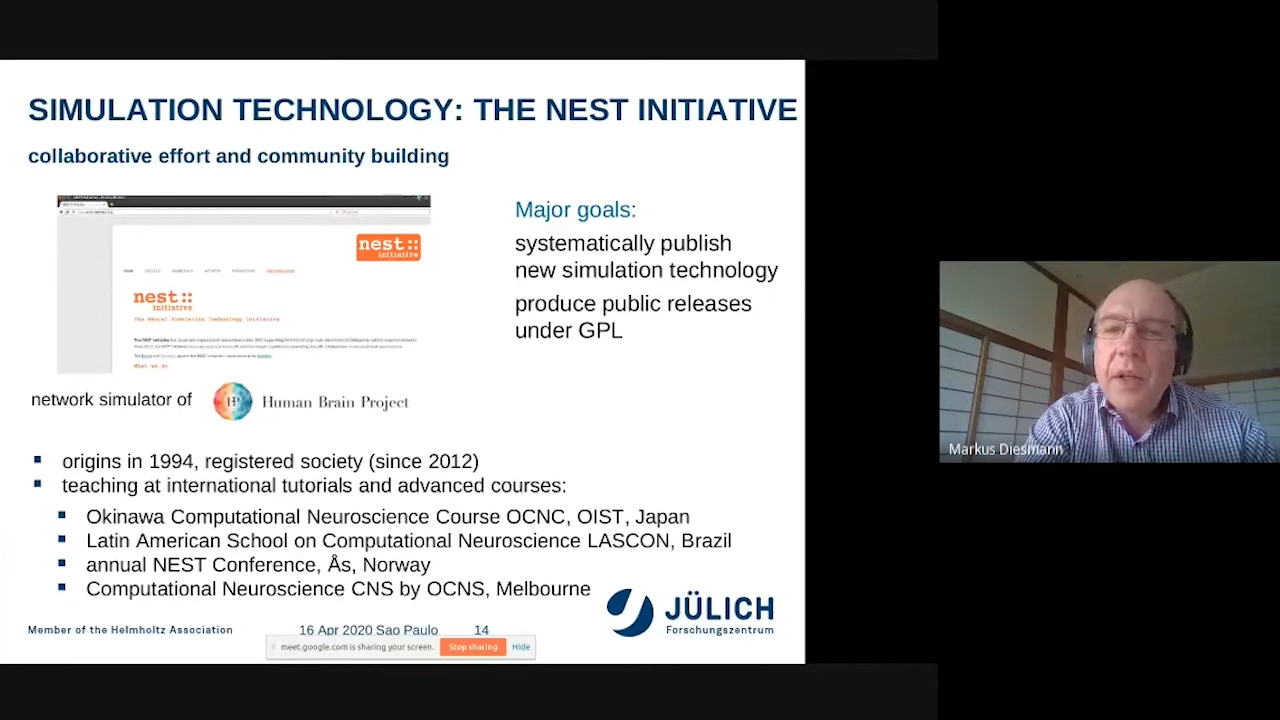 SIMULATION TECHNOLOGY: THE NEST INITIATIVE
collaborative effort and community building
nest::
initiative
nest::
initiative
The Neural Simulation Technology Initiative
What we do
Major goals:
systematically publish
new simulation technology
produce public releases
under GPL
network simulator of
HBP
Human Brain Project
origins in 1994, registered society (since 2012)
teaching at international tutorials and advanced courses:
Okinawa Computational Neuroscience Course OCNC, OIST, Japan
Latin American School on Computational Neuroscience LASCON, Brazil
annual NEST Conference, Ås, Norway
Computational Neuroscience CNS by OCNS, Melbourne
JÜLICH
Forschungszentrum
Member of the Helmholtz Association
16 Apr 2020 Sao Paulo
14
meet.google.com is sharing your screen.
Stop sharing
Hide
Markus Diesmann